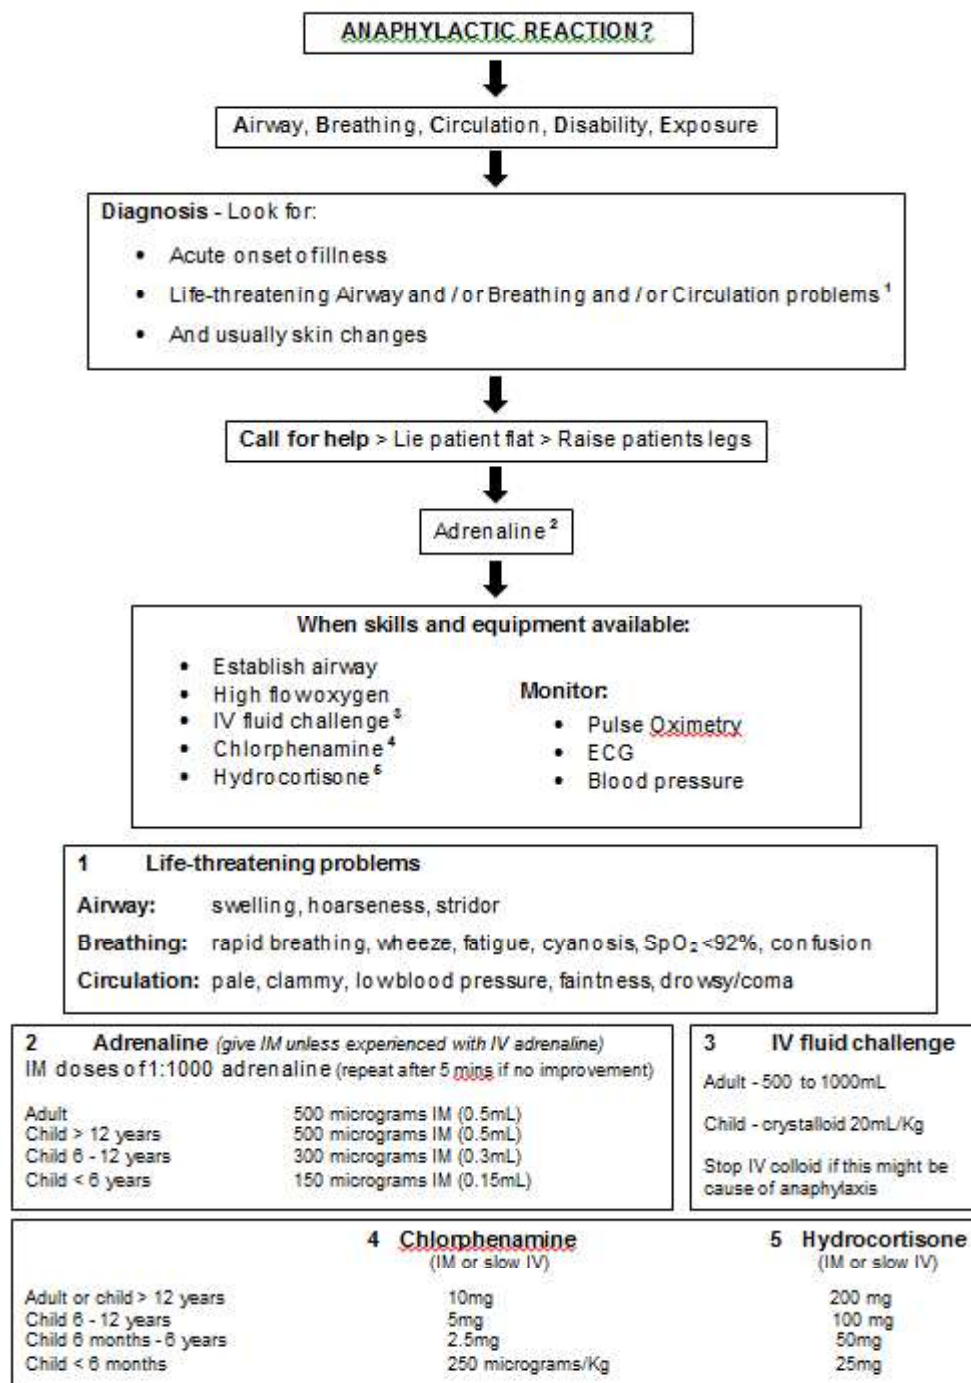 ANAPHYLACTIC REACTION?
Airway, Breathing, Circulation, Disability, Exposure
Diagnosis - Look for:
• Acute onset of illness
• Life-threatening Airway and / or Breathing and / or Circulation problems ¹
• And usually skin changes
Call for help > Lie patient flat > Raise patients legs
Adrenaline ²
When skills and equipment available:
• Establish airway
• High flow oxygen
• IV fluid challenge ³
• Chlorphenamine ⁴
• Hydrocortisone ⁵
Monitor:
• Pulse Oximetry
• ECG
• Blood pressure
1 Life-threatening problems
Airway: swelling, hoarseness, stridor
Breathing: rapid breathing, wheeze, fatigue, cyanosis, SpO₂ <92%, confusion
Circulation: pale, clammy, low blood pressure, faintness, drowsy/coma
2 Adrenaline (give IM unless experienced with IV adrenaline)
IM doses of 1:1000 adrenaline (repeat after 5 mins if no improvement)
Adult 500 micrograms IM (0.5mL)
Child > 12 years 500 micrograms IM (0.5mL)
Child 6 - 12 years 300 micrograms IM (0.3mL)
Child < 6 years 150 micrograms IM (0.15mL)
3 IV fluid challenge
Adult - 500 to 1000mL
Child - crystalloid 20mL/Kg
Stop IV colloid if this might be
cause of anaphylaxis
4 Chlorphenamine 5 Hydrocortisone
(IM or slow IV) (IM or slow IV)
Adult or child > 12 years 10mg 200 mg
Child 6 - 12 years 5mg 100 mg
Child 6 months - 6 years 2.5mg 50mg
Child < 6 months 250 micrograms/Kg 25mg